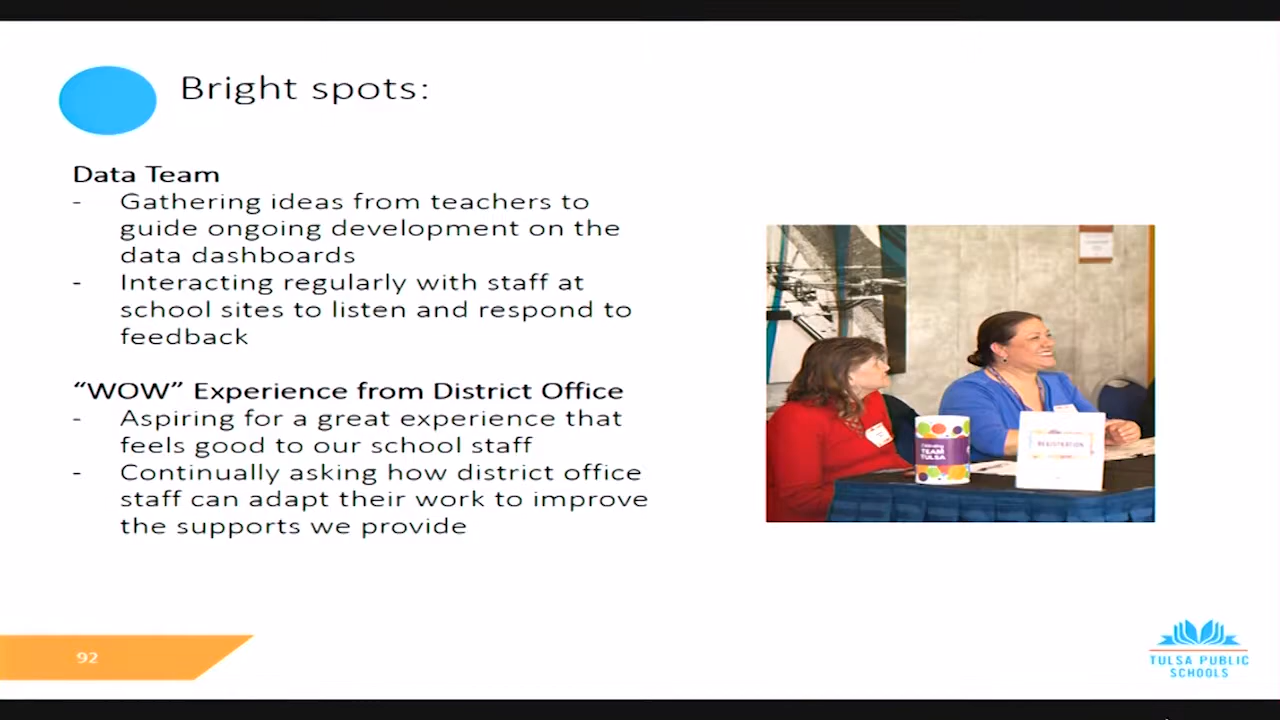 Bright spots:
Data Team
- Gathering ideas from teachers to
guide ongoing development on the
data dashboards
- Interacting regularly with staff at
school sites to listen and respond to
feedback
“WOW” Experience from District Office
- Aspiring for a great experience that
feels good to our school staff
- Continually asking how district office
staff can adapt their work to improve
the supports we provide
TEAM
TULSA
REGISTRATION
92
TULSA PUBLIC
SCHOOLS